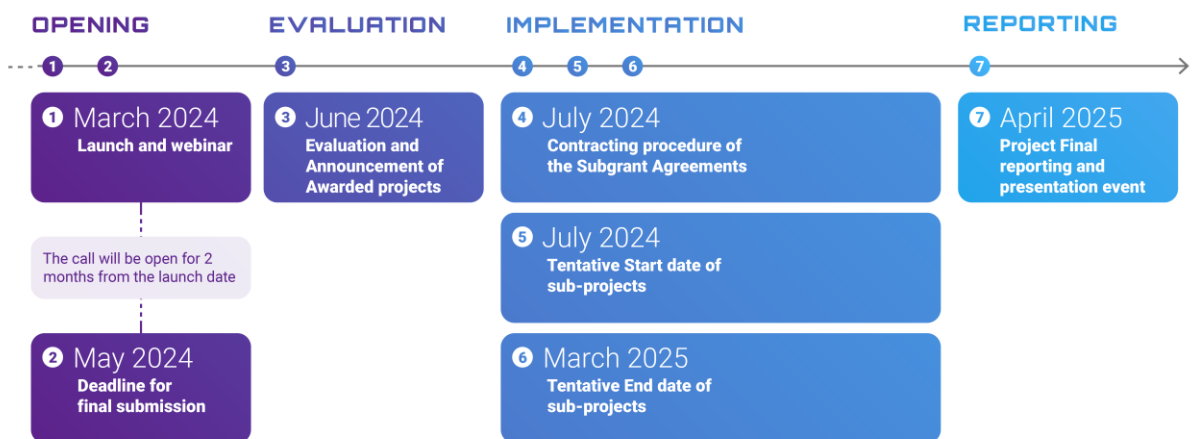 OPENING
EVALUATION
IMPLEMENTATION
REPORTING
1
2
3
4
5
6
7
1 March 2024
Launch and webinar
The call will be open for 2
months from the launch date
2 May 2024
Deadline for
final submission
3 June 2024
Evaluation and
Announcement of
Awarded projects
4 July 2024
Contracting procedure of
the Subgrant Agreements
5 July 2024
Tentative Start date of
sub-projects
6 March 2025
Tentative End date of
sub-projects
7 April 2025
Project Final
reporting and
presentation event